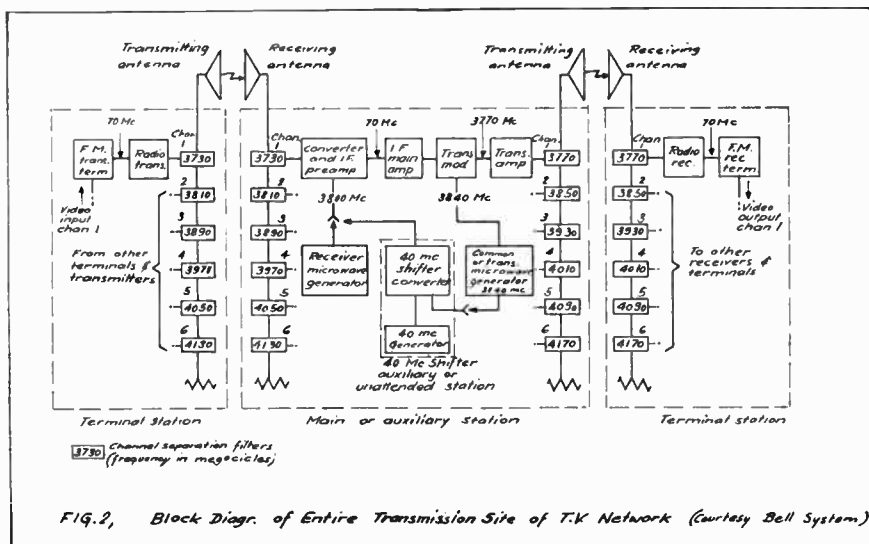 Transmitting antenna
Receiving antenna
Transmitting antenna
Receiving antenna
F.M. trans. term
70 Mc
Radio trans.
Chan 1
3730
2
3810
3
3890
4
3971
5
4050
6
4130
Video input chan 1
From other terminals & transmitters
Terminal Station
3730
Chan. 1
2
3810
3
3890
4
3970
5
4050
6
4130
Converter and I.F. preamp
70 Mc
I F main amp
Trans mod
3770 Mc
Trans. amp
3840 Mc
3840 Mc
Receiver microwave generator
40 mc shifter converter
Common or trans. microwave generator 3840 mc
40 mc generator
40 Mc Shifter auxiliary or unattended station
Main or auxiliary station
Chan. 1
3770
2
3850
3
3930
4
4010
5
4090
6
4170
3770
Chan 1
2
3850
3
3930
4
4010
5
4090
6
4170
Radio rec.
70 Mc
F.M. rec term
Video output chan 1
To other receivers & terminals
Terminal station
3730
Channel separation filters
(frequency in megocicles)
FIG.2, Block Diagr. of Entire Transmission Site of T.V. Network (Courtesy Bell System)